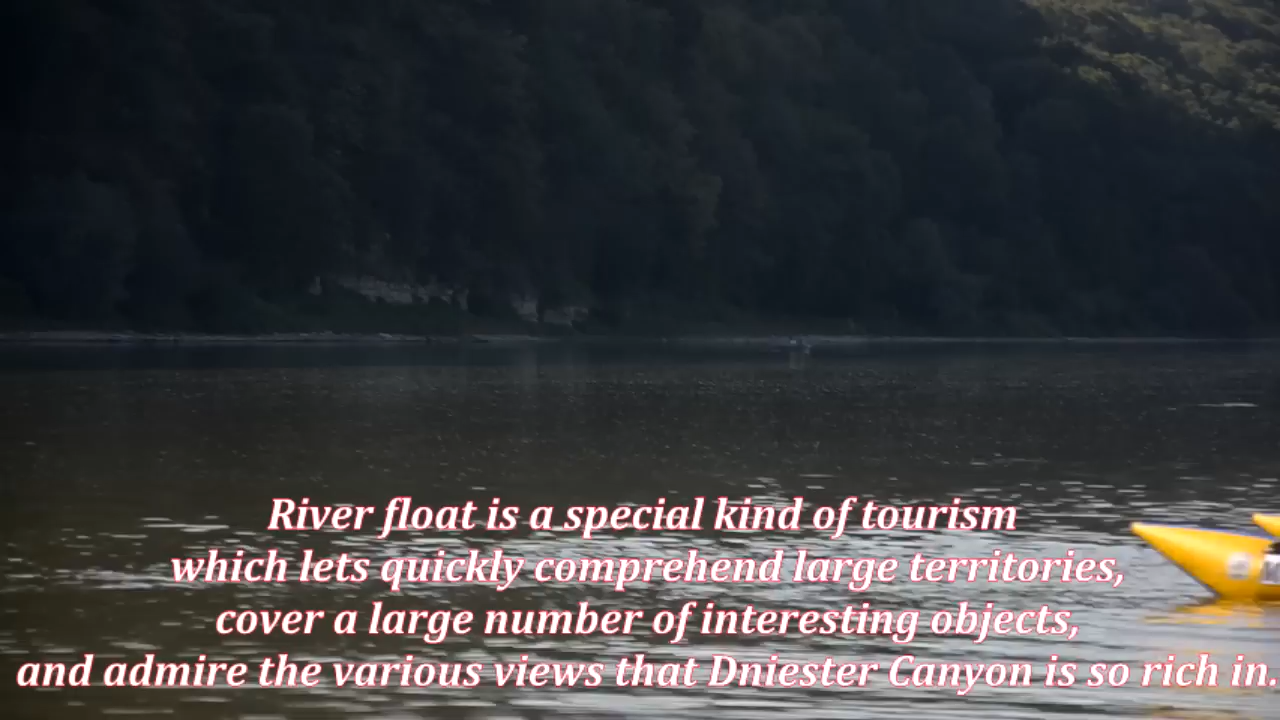 River float is a special kind of tourism
which lets quickly comprehend large territories,
cover a large number of interesting objects,
and admire the various views that Dniester Canyon is so rich in.